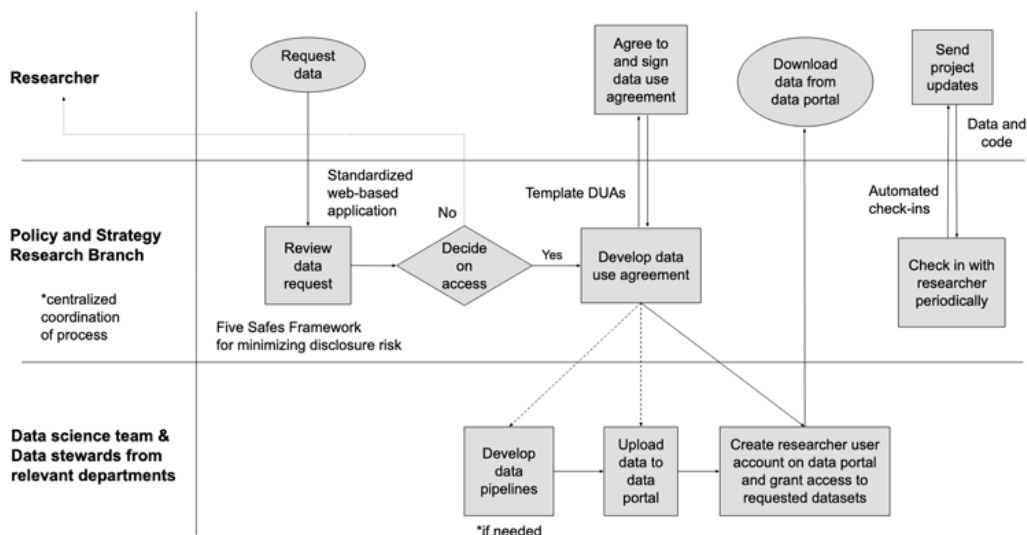 Researcher
Request
data
Agree to
and sign
data use
agreement
Download
data from
data portal
Send
project
updates
Data and
code
Policy and Strategy
Research Branch
*centralized
coordination
of process
Standardized
web-based
application
Review
data
request
Five Safes Framework
for minimizing disclosure risk
No
Decide
on
access
Yes
Template DUAs
Develop data
use agreement
Automated
check-ins
Check in with
researcher
periodically
Data science team &
Data stewards from
relevant departments
Develop
data
pipelines
*if needed
Upload
data to
data
portal
Create researcher user
account on data portal
and grant access to
requested datasets